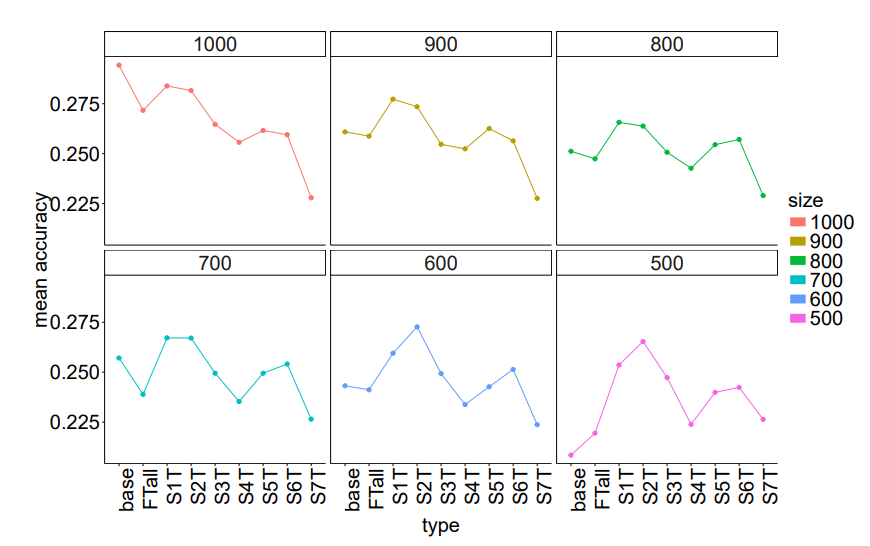 1000
900
800
0.275
0.250
0.225
700
600
500
0.275
0.250
0.225
mean accuracy
base
FTall
S1T
S2T
S3T
S4T
S5T
S6T
S7T
base
FTall
S1T
S2T
S3T
S4T
S5T
S6T
S7T
base
FTall
S1T
S2T
S3T
S4T
S5T
S6T
S7T
type
size
1000
900
800
700
600
500